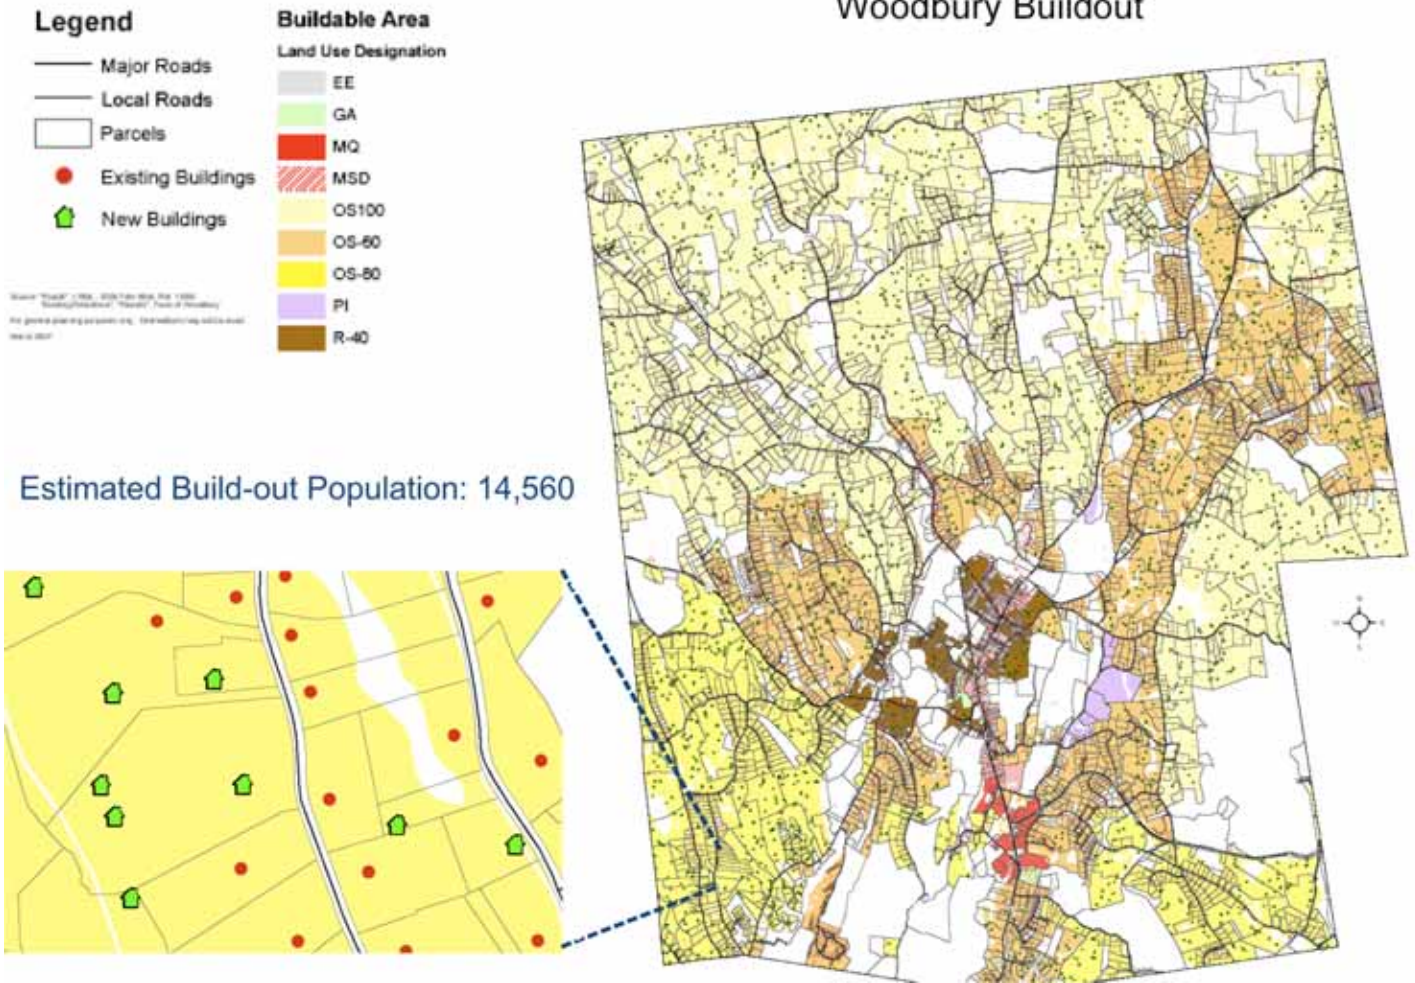 Woodbury Buildout
Legend
Major Roads
Local Roads
Parcels
Existing Buildings
New Buildings
Buildable Area
Land Use Designation
EE
GA
MQ
MSD
OS100
OS-60
OS-80
PI
R-40
Estimated Build-out Population: 14,560